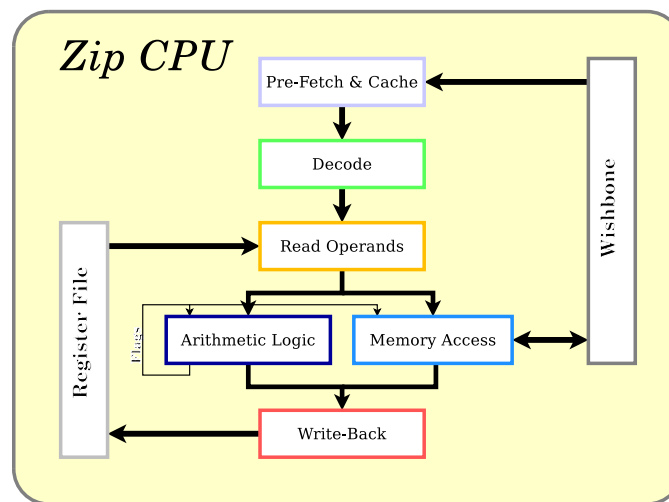 Zip CPU
Pre-Fetch & Cache
Decode
Read Operands
Register File
Wishbone
Flags
Arithmetic Logic
Memory Access
Write-Back